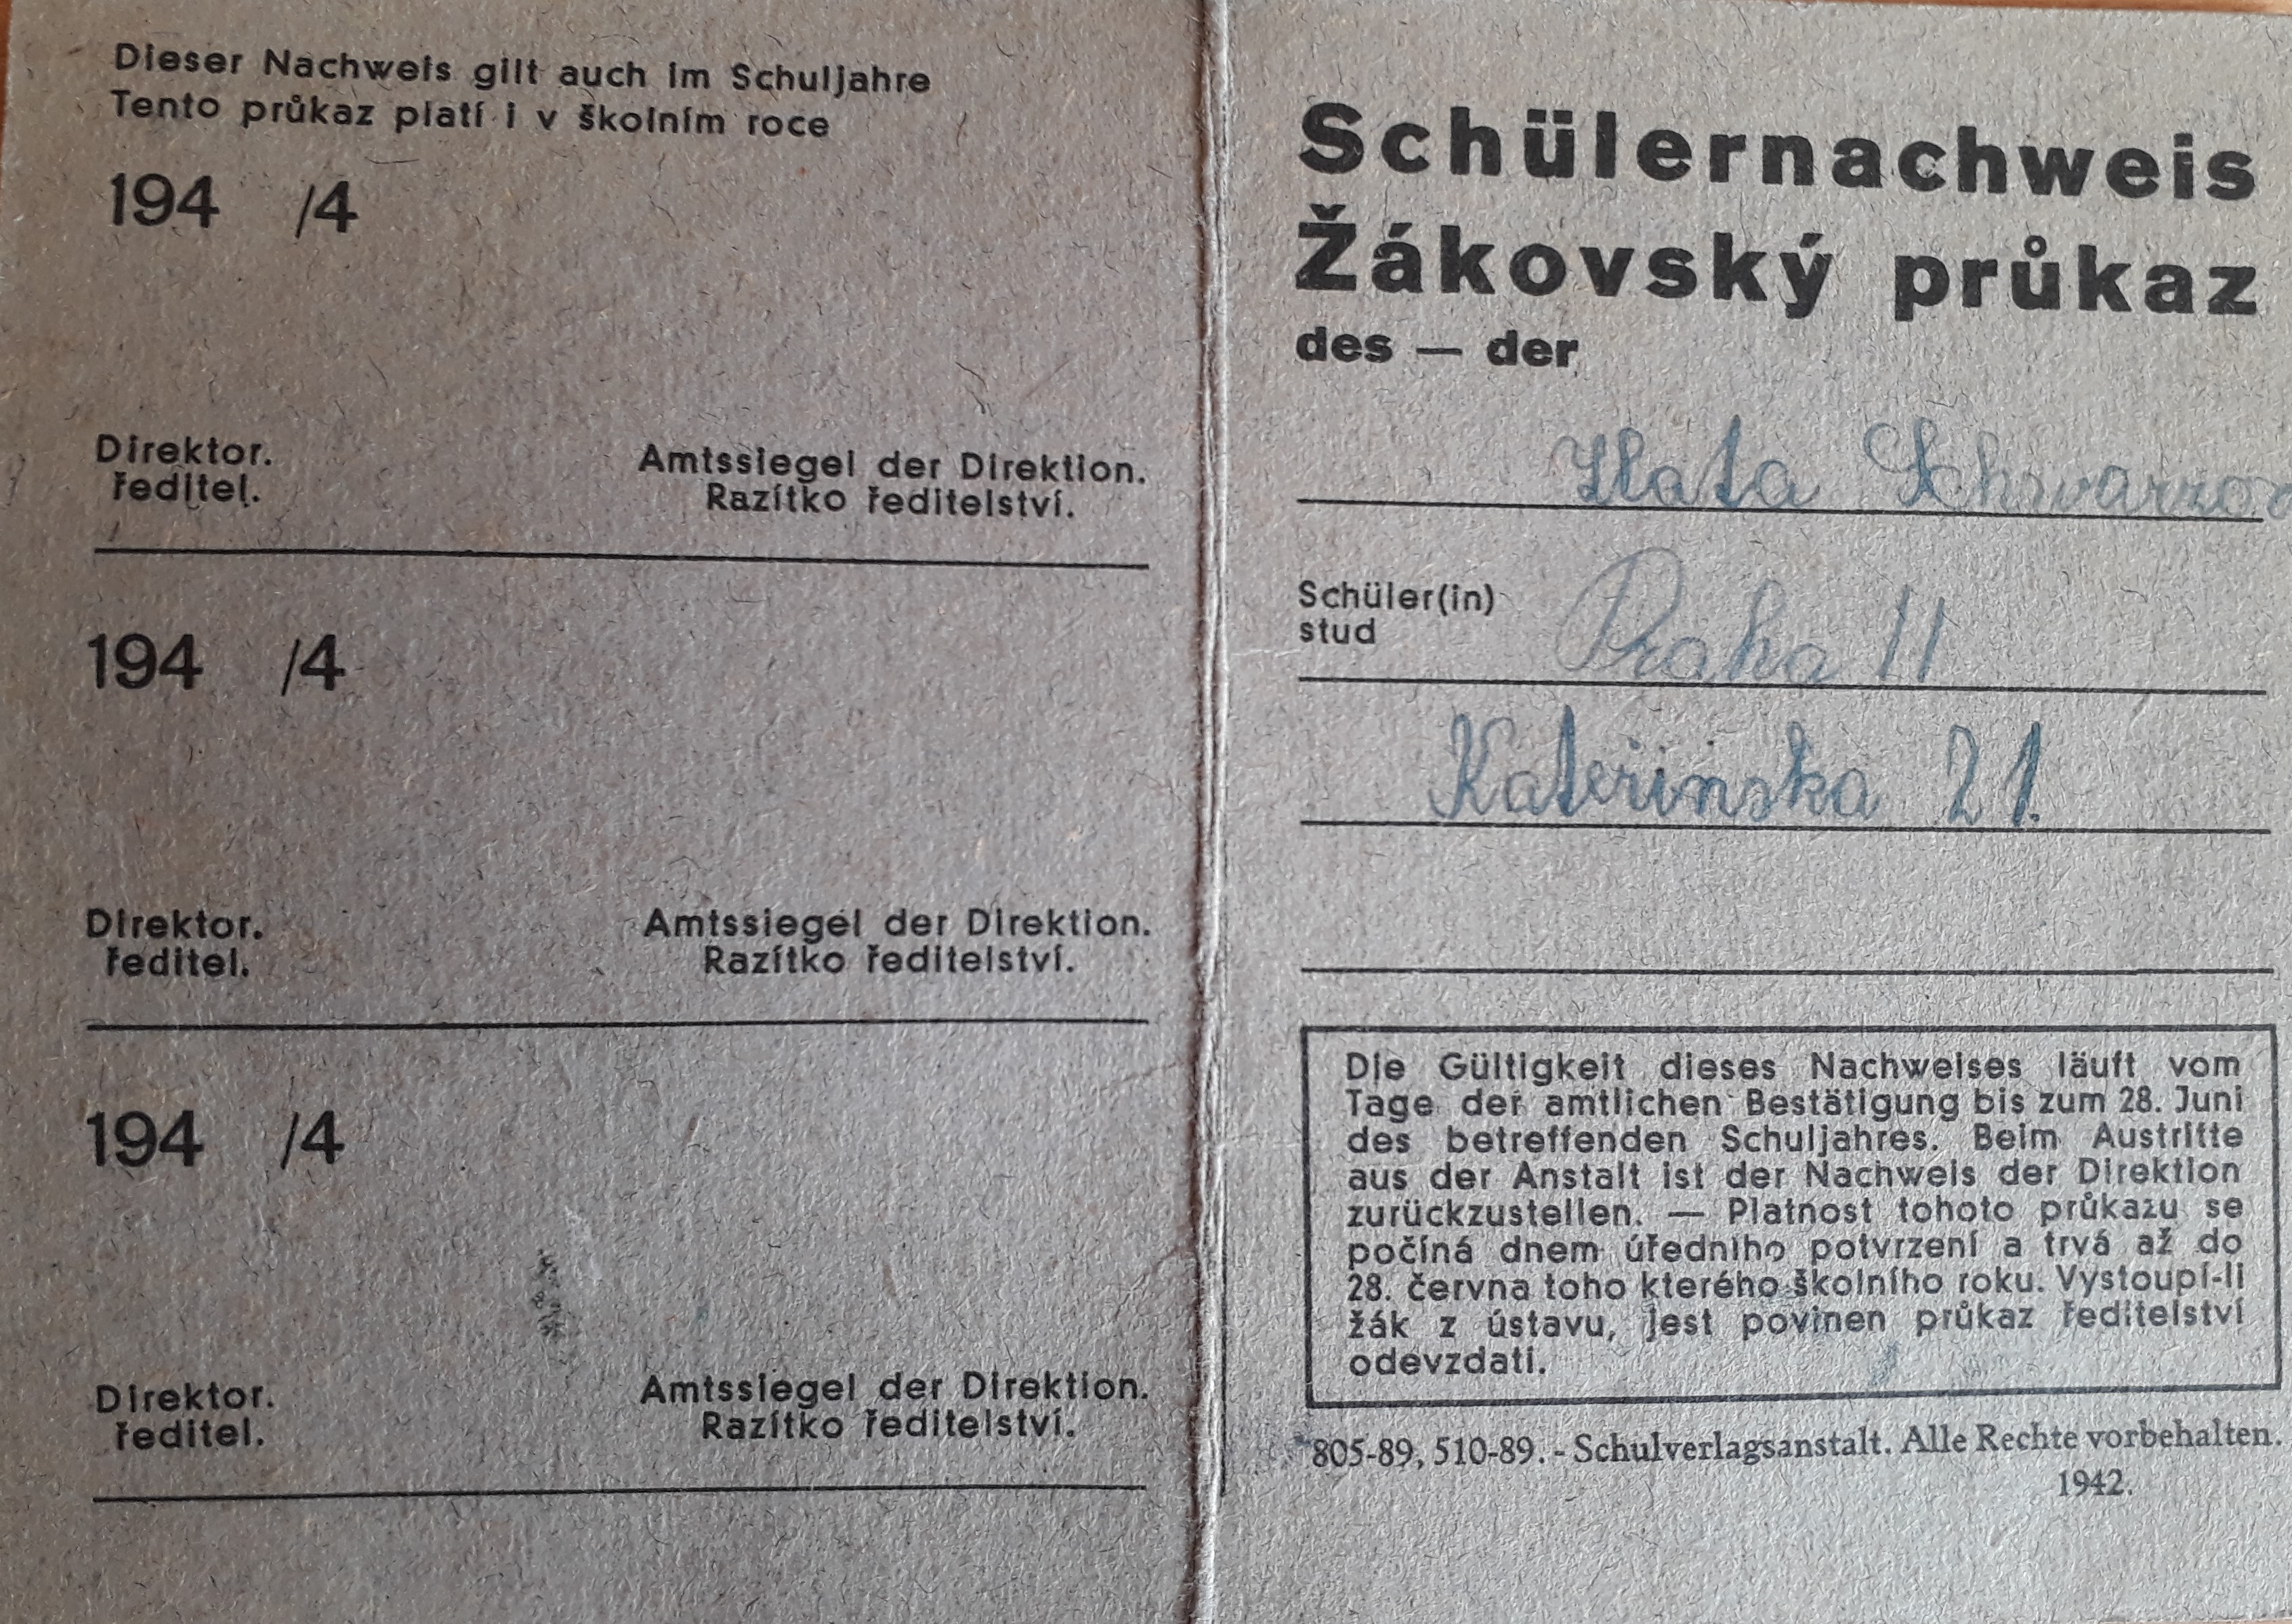 Dieser Nachweis gilt auch im Schuljahre
Tento průkaz platí i v školním roce
194 /4
Direktor.
ředitel.
Amtssiegel der Direktion.
Razítko ředitelství.
194 /4
Direktor.
ředitel.
Amtssiegel der Direktion.
Razítko ředitelství.
194 /4
Direktor.
ředitel.
Amtssiegel der Direktion.
Razítko ředitelství.
Schülernachweis
Žákovský průkaz
des — der
Zlata
Schüler(in)
stud
Praha II
Kateřinska 21.
Die Gültigkeit dieses Nachweises läuft vom
Tage der amtlichen Bestätigung bis zum 28. Juni
des betreffenden Schuljahres. Beim Austritte
aus der Anstalt ist der Nachweis der Direktion
zurückzustellen. — Platnost tohoto průkazu se
počíná dnem úředního potvrzení a trvá až do
28. června toho kterého školního roku. Vystoupí-li
žák z ústavu, jest povinen průkaz ředitelství
odevzdati.
805-89, 510-89. - Schulverlagsanstalt. Alle Rechte vorbehalten.
1942.